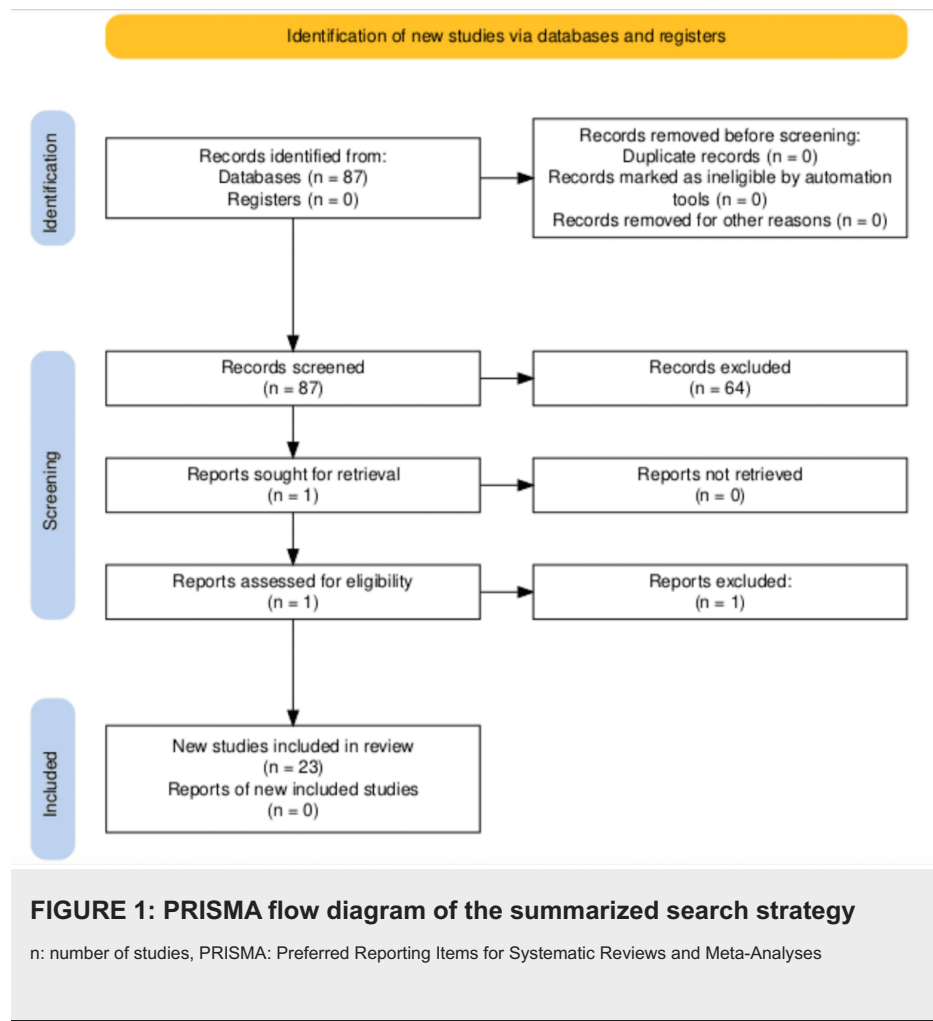 Identification of new studies via databases and registers
Identification
Records identified from:
Databases (n = 87)
Registers (n = 0)
Records removed before screening:
Duplicate records (n = 0)
Records marked as ineligible by automation
tools (n = 0)
Records removed for other reasons (n = 0)
Screening
Records screened
(n = 87)
Records excluded
(n = 64)
Reports sought for retrieval
(n = 1)
Reports not retrieved
(n = 0)
Reports assessed for eligibility
(n = 1)
Reports excluded:
(n = 1)
Included
New studies included in review
(n = 23)
Reports of new included studies
(n = 0)
FIGURE 1: PRISMA flow diagram of the summarized search strategy
n: number of studies, PRISMA: Preferred Reporting Items for Systematic Reviews and Meta-Analyses